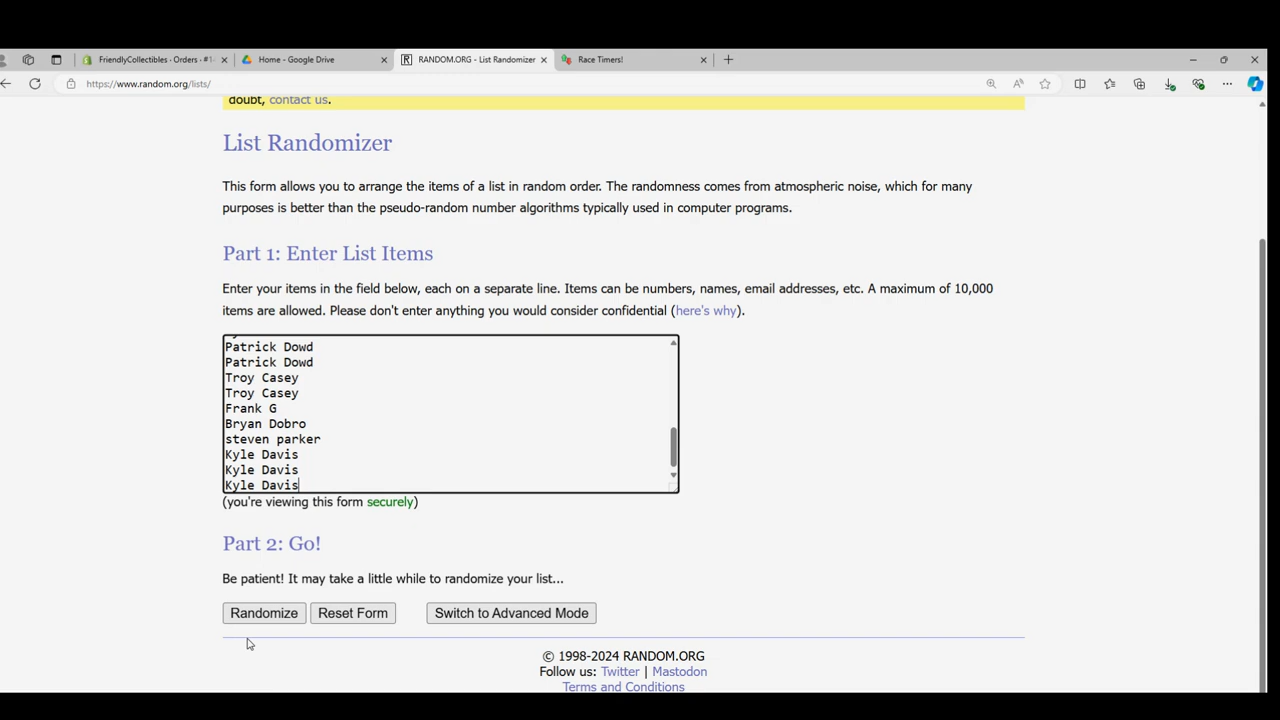 FriendlyCollectibles · Orders · #1
Home - Google Drive
RANDOM.ORG - List Randomizer
Race Timers!
https://www.random.org/lists/
doubt, contact us.
List Randomizer
This form allows you to arrange the items of a list in random order. The randomness comes from atmospheric noise, which for many
purposes is better than the pseudo-random number algorithms typically used in computer programs.
Part 1: Enter List Items
Enter your items in the field below, each on a separate line. Items can be numbers, names, email addresses, etc. A maximum of 10,000
items are allowed. Please don't enter anything you would consider confidential (here's why).
Patrick Dowd
Patrick Dowd
Troy Casey
Troy Casey
Frank G
Bryan Dobro
steven parker
Kyle Davis
Kyle Davis
Kyle Davis
(you're viewing this form securely)
Part 2: Go!
Be patient! It may take a little while to randomize your list...
Randomize
Reset Form
Switch to Advanced Mode
© 1998-2024 RANDOM.ORG
Follow us: Twitter | Mastodon
Terms and Conditions